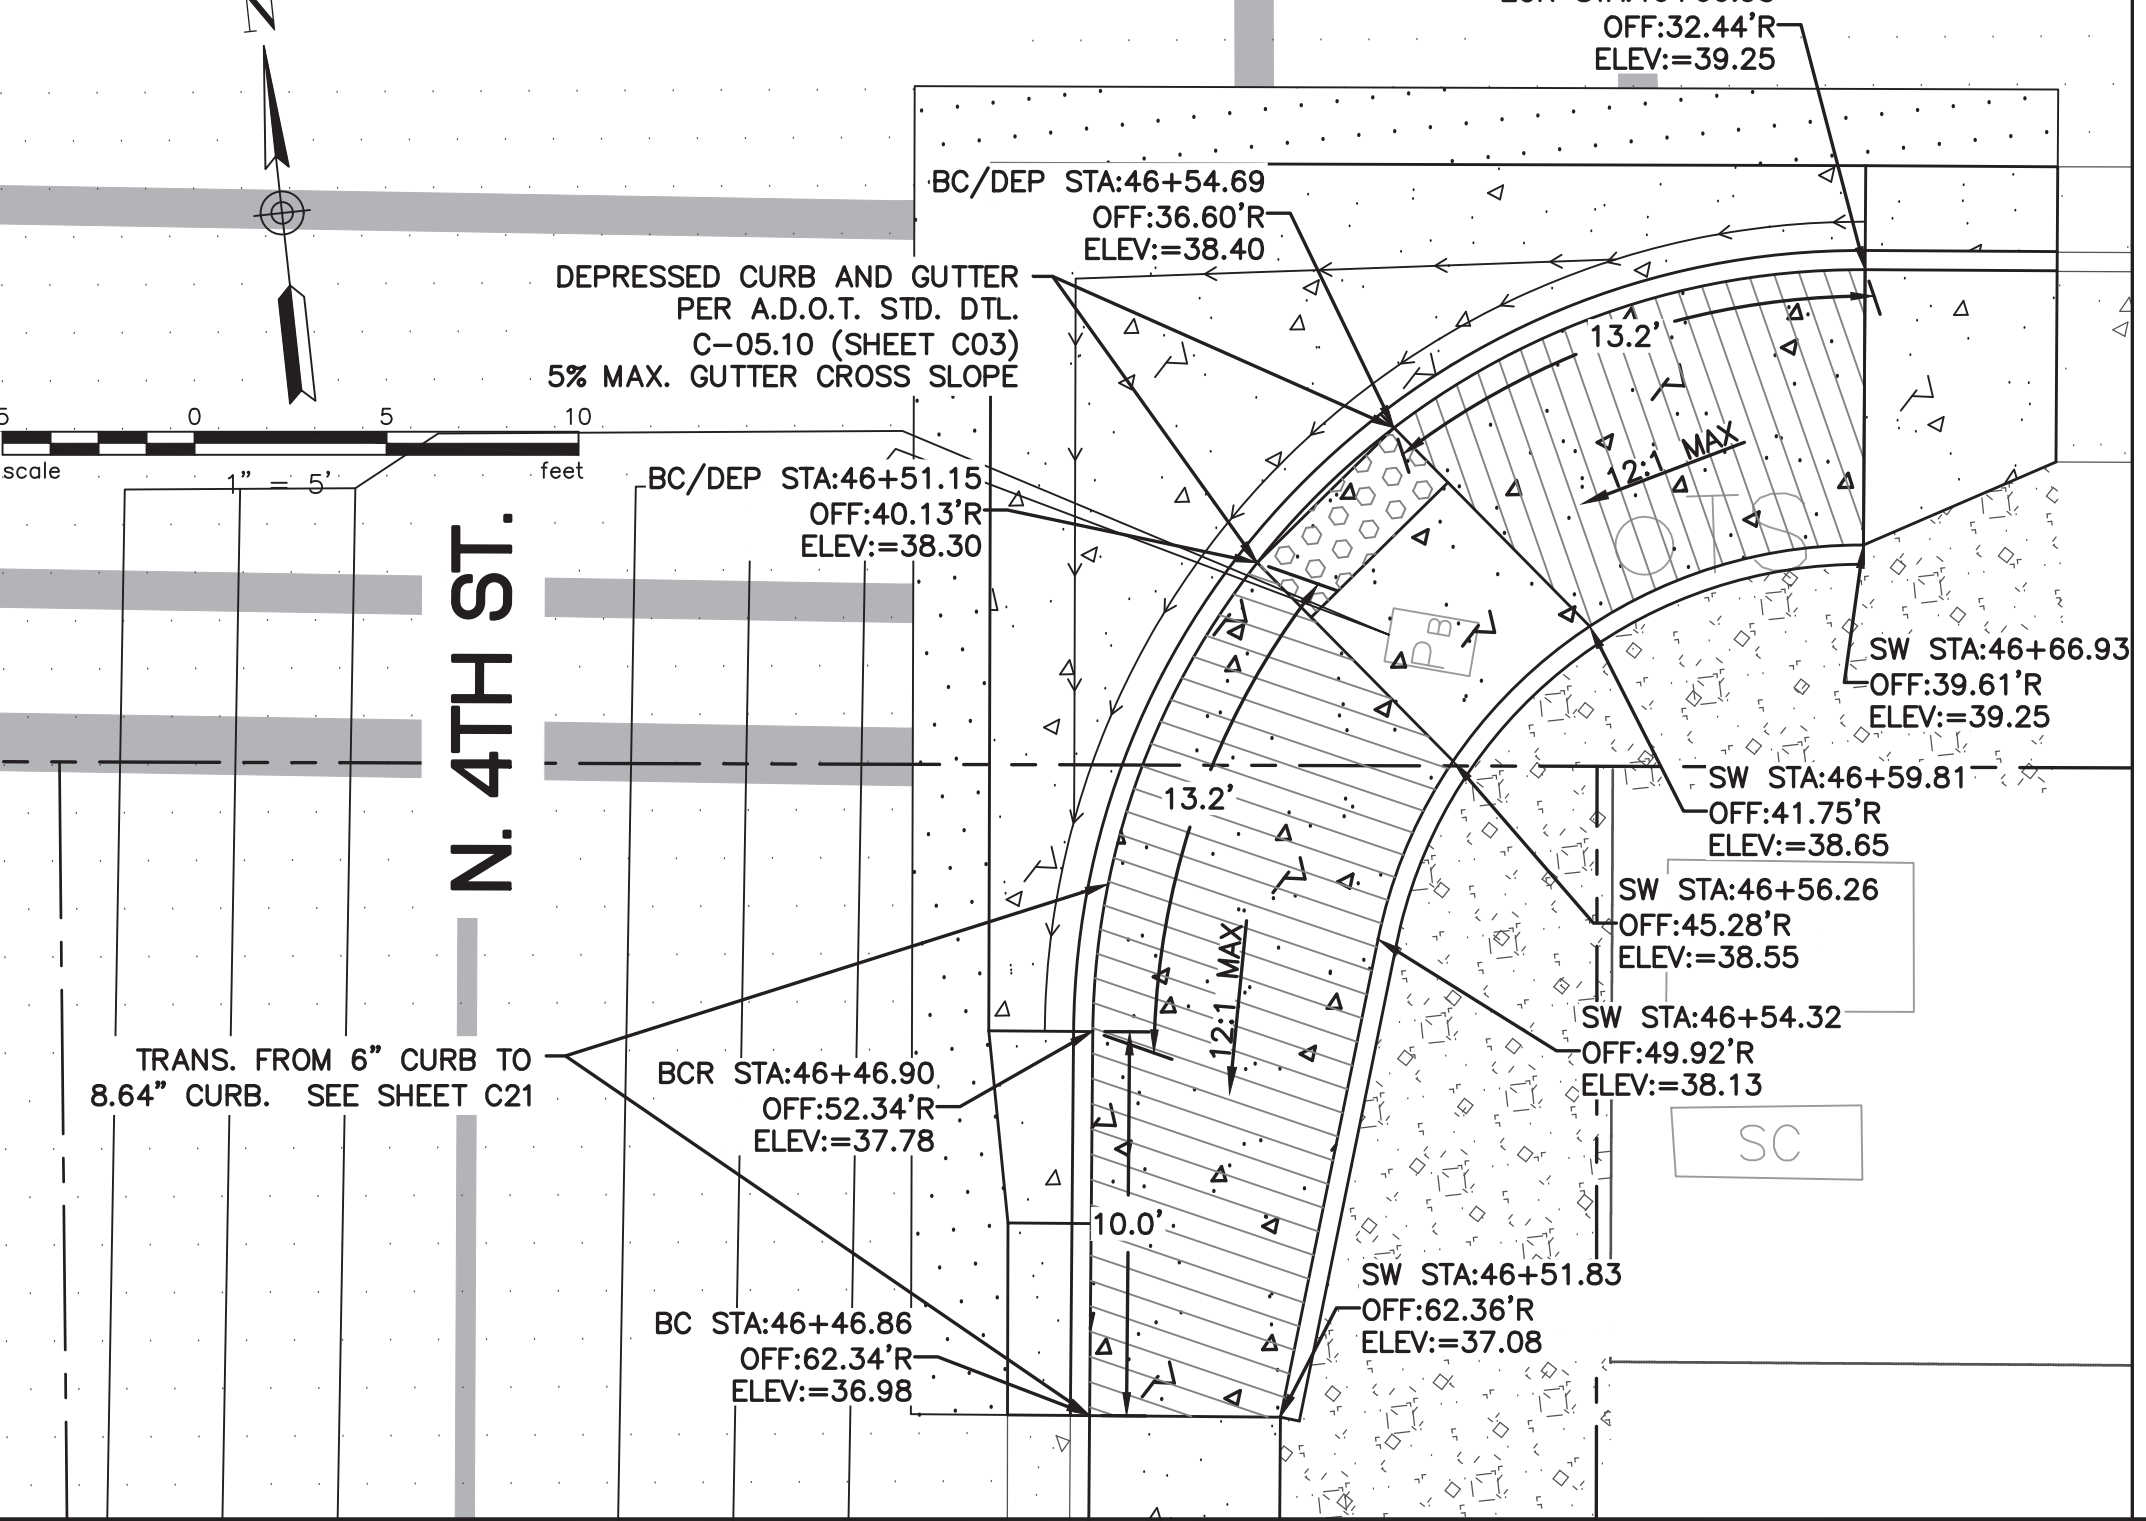 N
OFF:32.44'R
ELEV:=39.25
BC/DEP STA:46+54.69
OFF:36.60'R
ELEV:=38.40
DEPRESSED CURB AND GUTTER
PER A.D.O.T. STD. DTL.
C-05.10 (SHEET C03)
5% MAX. GUTTER CROSS SLOPE
13.2'
12:1 MAX
OTS
5 0 5 10
scale feet
1" = 5'
BC/DEP STA:46+51.15
OFF:40.13'R
ELEV:=38.30
N. 4TH ST.
PB
SW STA:46+66.93
OFF:39.61'R
ELEV:=39.25
SW STA:46+59.81
OFF:41.75'R
ELEV:=38.65
13.2'
SW STA:46+56.26
OFF:45.28'R
ELEV:=38.55
12:1 MAX
SW STA:46+54.32
OFF:49.92'R
ELEV:=38.13
TRANS. FROM 6" CURB TO
8.64" CURB. SEE SHEET C21
BCR STA:46+46.90
OFF:52.34'R
ELEV:=37.78
SC
10.0'
SW STA:46+51.83
OFF:62.36'R
ELEV:=37.08
BC STA:46+46.86
OFF:62.34'R
ELEV:=36.98